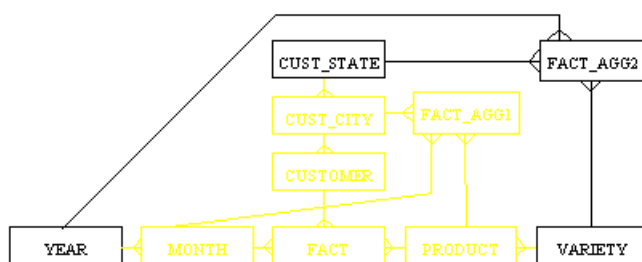 CUST_STATE
FACT_AGG2
CUST_CITY
FACT_AGG1
CUSTOMER
YEAR
MONTH
FACT
PRODUCT
VARIETY